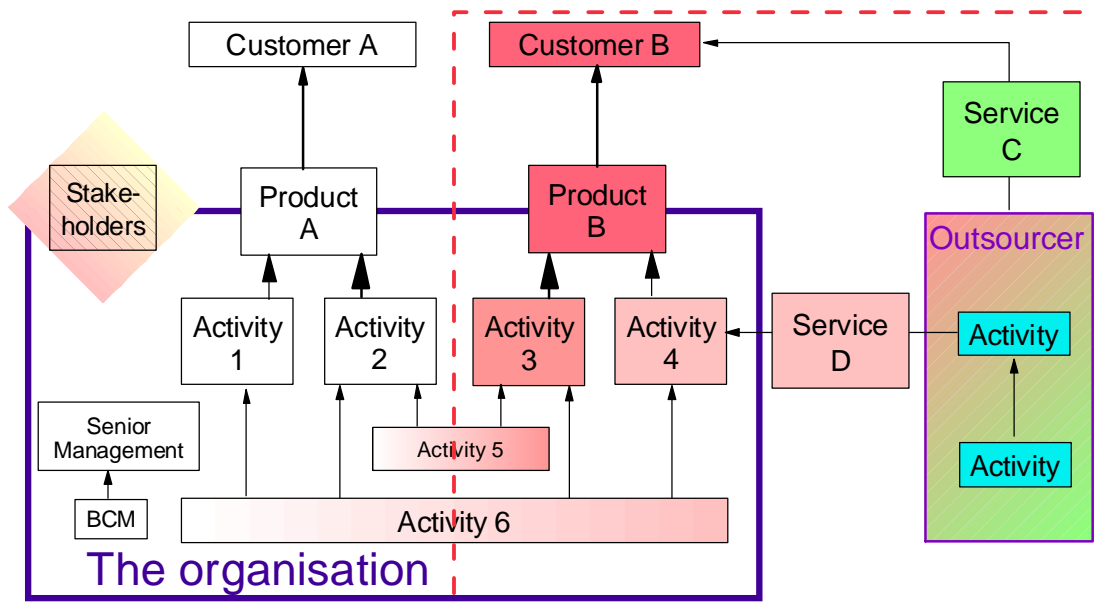 Customer A
Customer B
Service
C
Stake-
holders
Product
A
Product
B
Outsourcer
Activity
1
Activity
2
Activity
3
Activity
4
Service
D
Activity
Senior
Management
Activity 5
Activity
BCM
Activity 6
The organisation